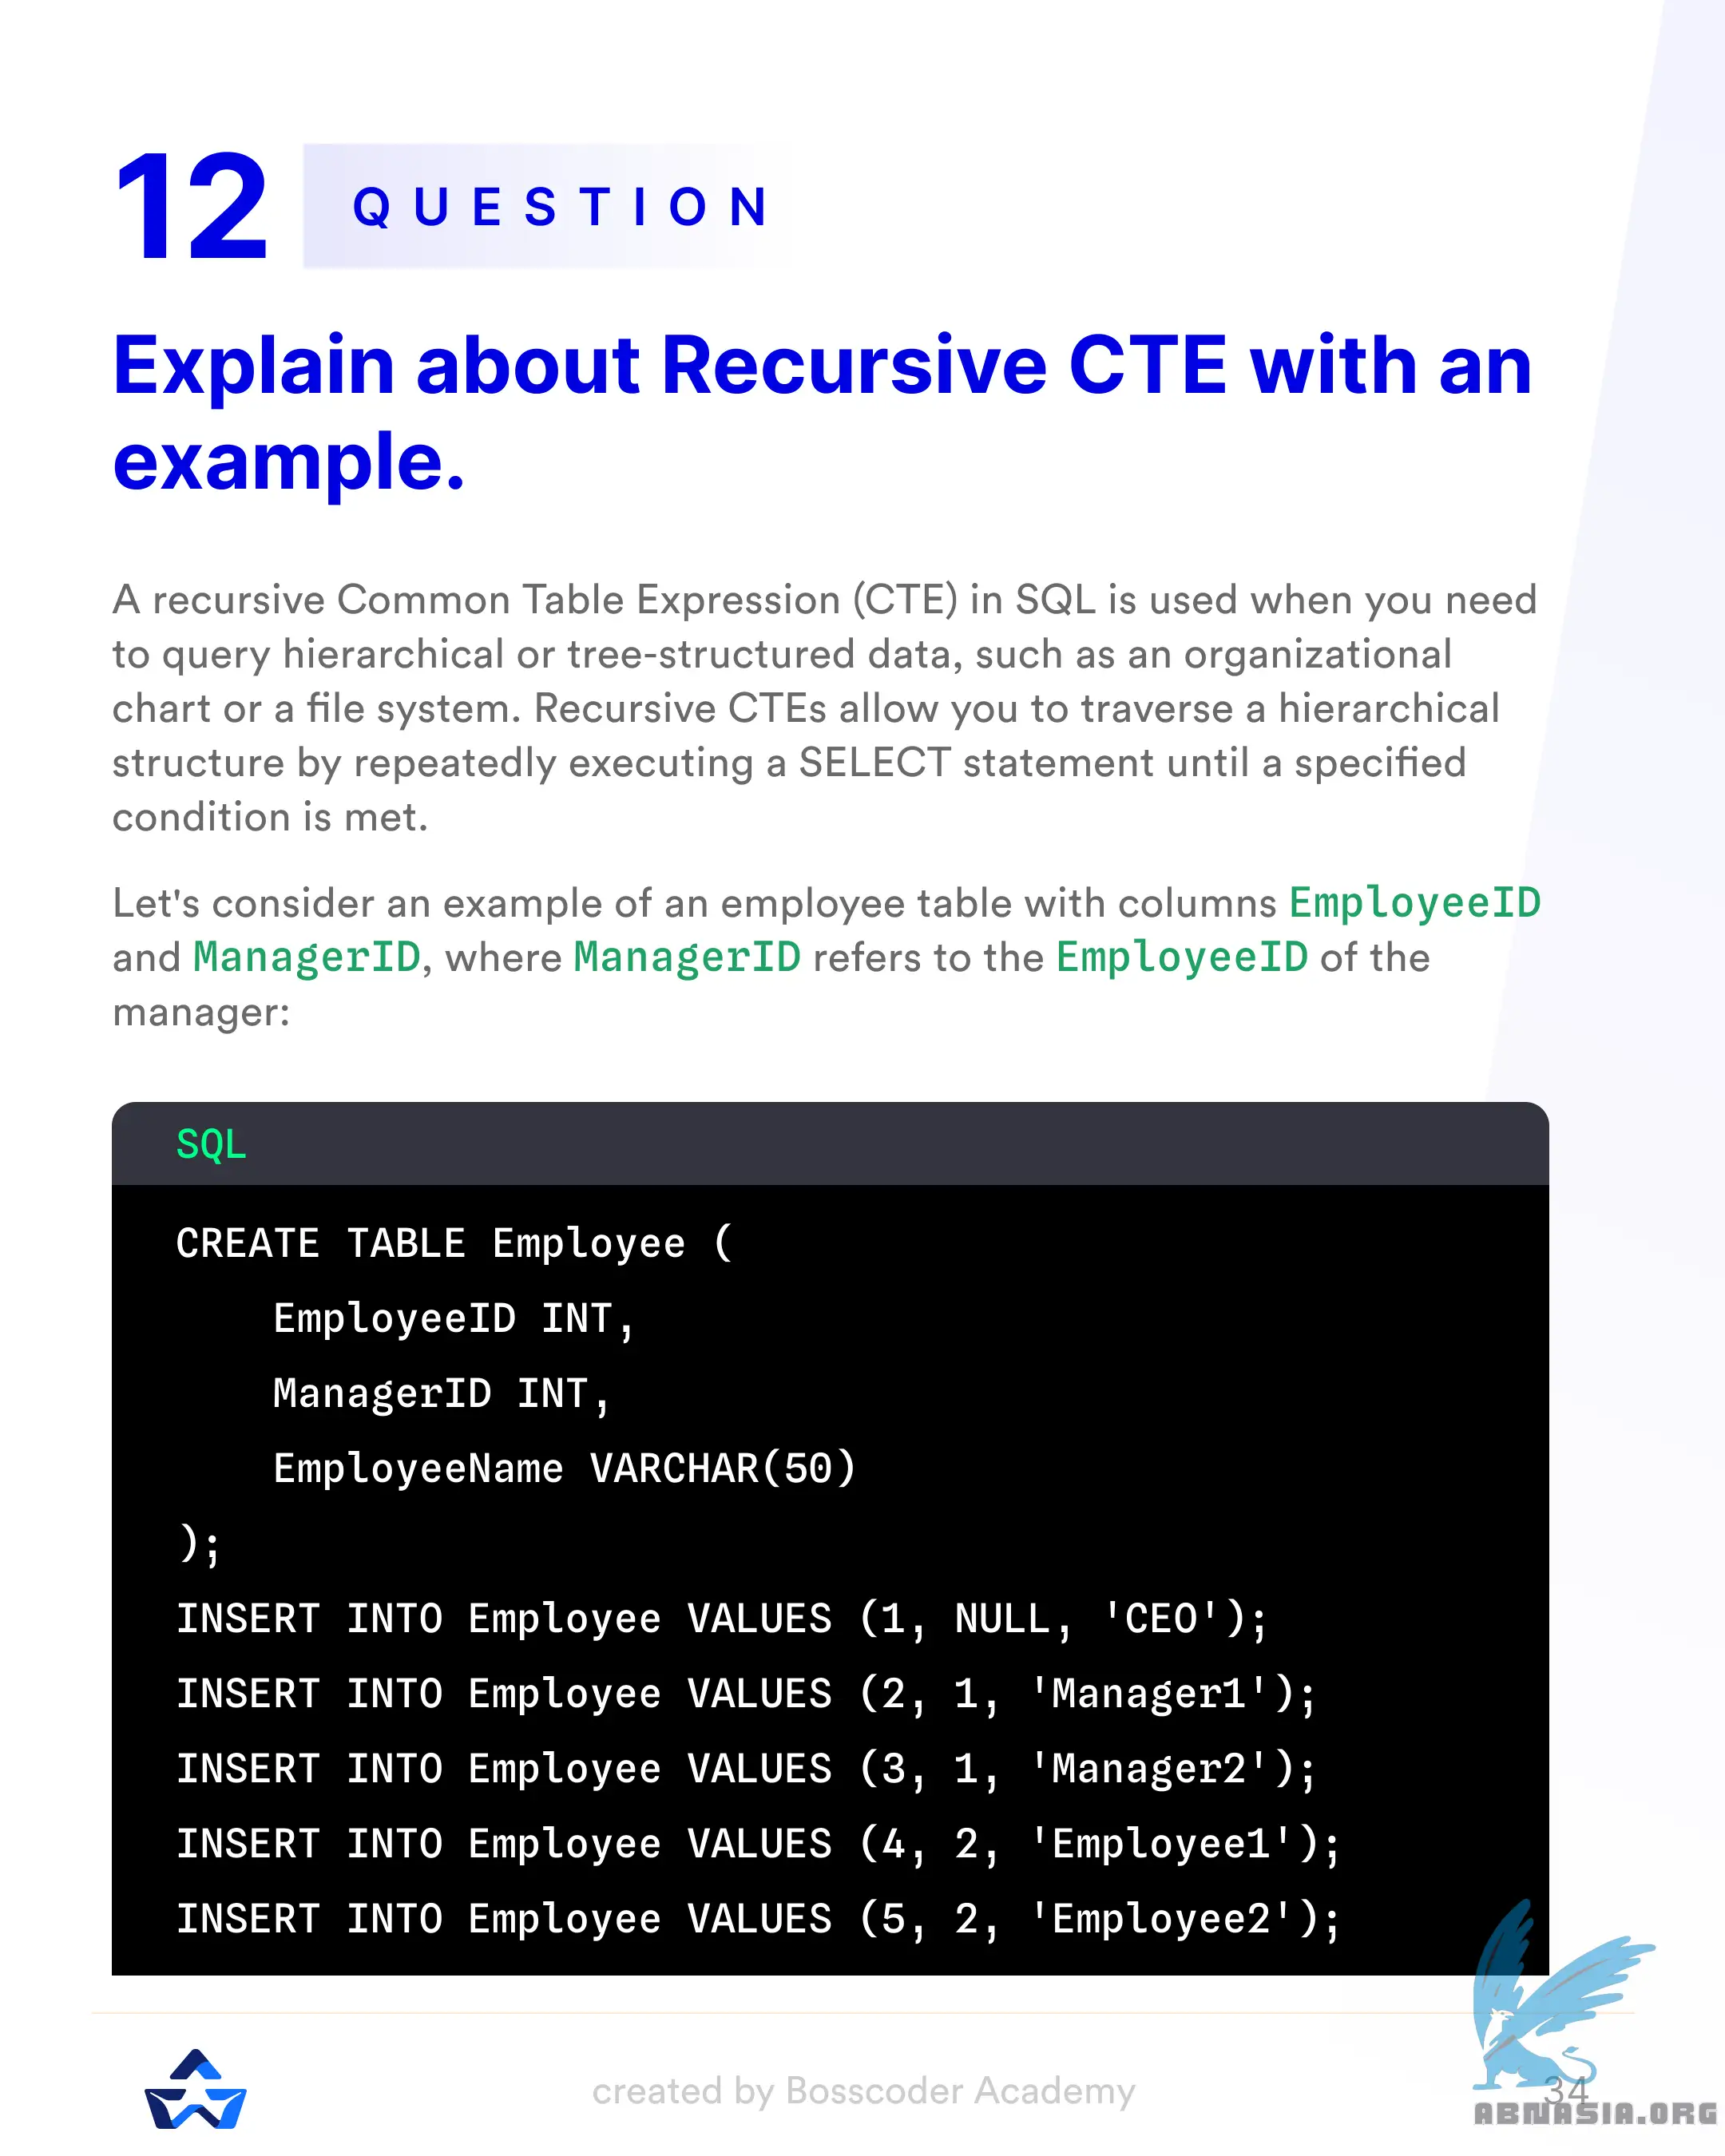 12 QUESTION
Explain about Recursive CTE with an
example.
A recursive Common Table Expression (CTE) in SQL is used when you need
to query hierarchical or tree-structured data, such as an organizational
chart or a file system. Recursive CTEs allow you to traverse a hierarchical
structure by repeatedly executing a SELECT statement until a specified
condition is met.
Let's consider an example of an employee table with columns EmployeeID
and ManagerID, where ManagerID refers to the EmployeeID of the
manager:
SQL
CREATE TABLE Employee (
    EmployeeID INT,
    ManagerID INT,
    EmployeeName VARCHAR(50)
);
INSERT INTO Employee VALUES (1, NULL, 'CEO');
INSERT INTO Employee VALUES (2, 1, 'Manager1');
INSERT INTO Employee VALUES (3, 1, 'Manager2');
INSERT INTO Employee VALUES (4, 2, 'Employee1');
INSERT INTO Employee VALUES (5, 2, 'Employee2');
created by Bosscoder Academy
34
ABNASIA.ORG